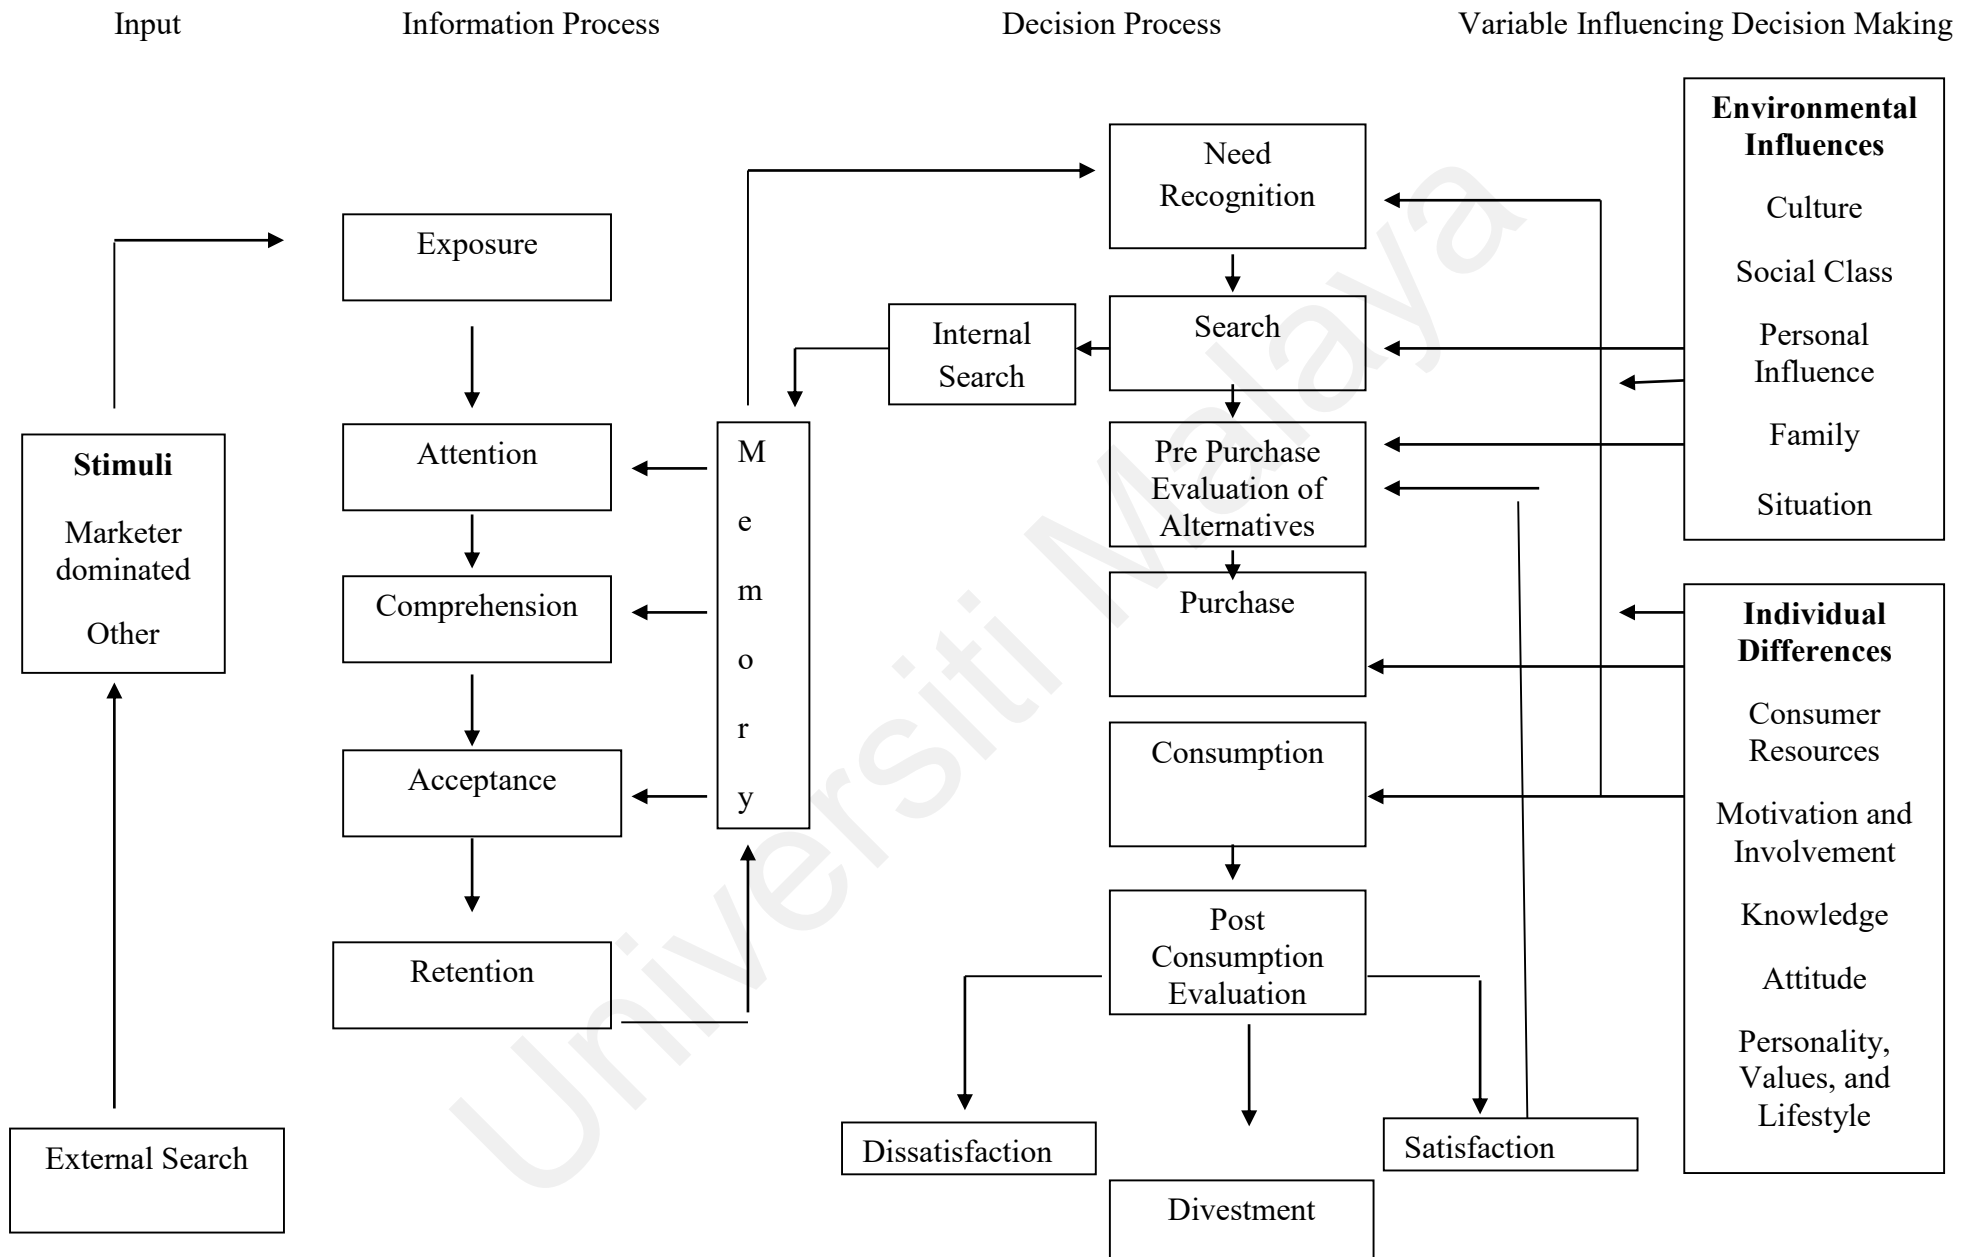 Input
Information Process
Decision Process
Variable Influencing Decision Making
Stimuli
Marketer
dominated
Other
External Search
Exposure
Attention
Comprehension
Acceptance
Retention
M
e
m
o
r
y
Internal
Search
Need
Recognition
Search
Pre Purchase
Evaluation of
Alternatives
Purchase
Consumption
Post
Consumption
Evaluation
Dissatisfaction
Satisfaction
Divestment
Environmental
Influences
Culture
Social Class
Personal
Influence
Family
Situation
Individual
Differences
Consumer
Resources
Motivation and
Involvement
Knowledge
Attitude
Personality,
Values, and
Lifestyle
Universiti Malaya